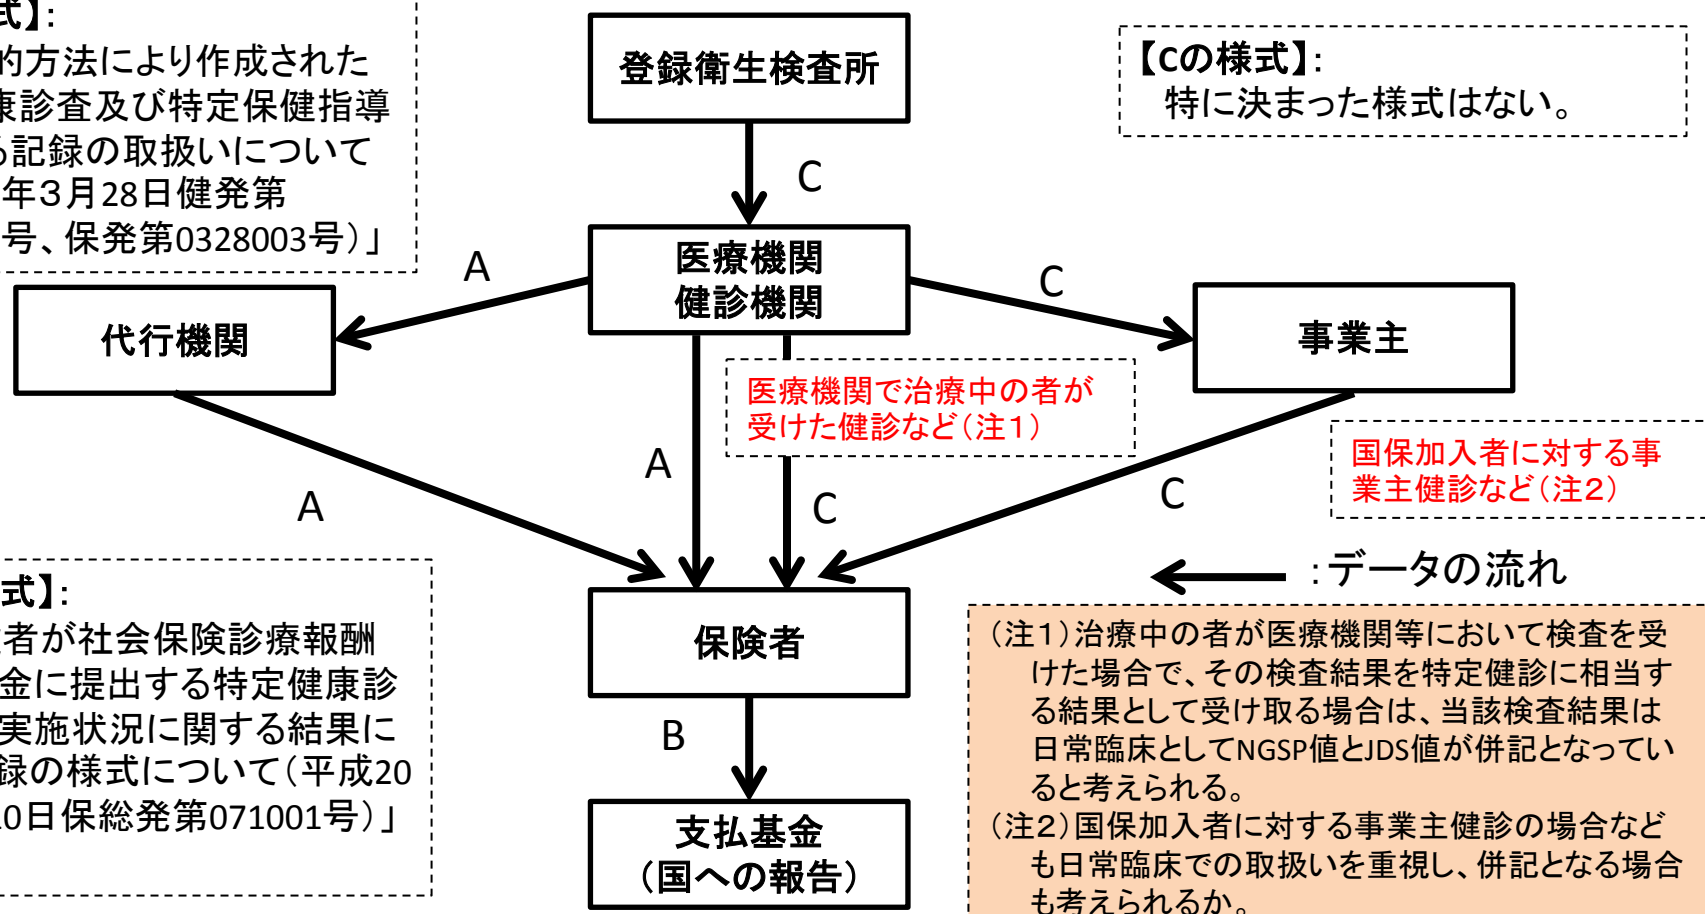 式】：
的方法により作成された
康診査及び特定保健指導
る記録の取扱いについて
年３月28日健発第
号、保発第0328003号）」
登録衛生検査所
【Cの様式】：
特に決まった様式はない。
C
医療機関
健診機関
A
C
代行機関
事業主
医療機関で治療中の者が
受けた健診など（注１）
国保加入者に対する事
業主健診など（注２）
A
A
C
C
：データの流れ
式】：
者が社会保険診療報酬
金に提出する特定健康診
実施状況に関する結果に
録の様式について（平成20
10日保総発第071001号）」
保険者
B
支払基金
（国への報告）
（注１）治療中の者が医療機関等において検査を受
けた場合で、その検査結果を特定健診に相当す
る結果として受け取る場合は、当該検査結果は
日常臨床としてNGSP値とJDS値が併記となってい
ると考えられる。
（注２）国保加入者に対する事業主健診の場合など
も日常臨床での取扱いを重視し、併記となる場合
も考えられるか。